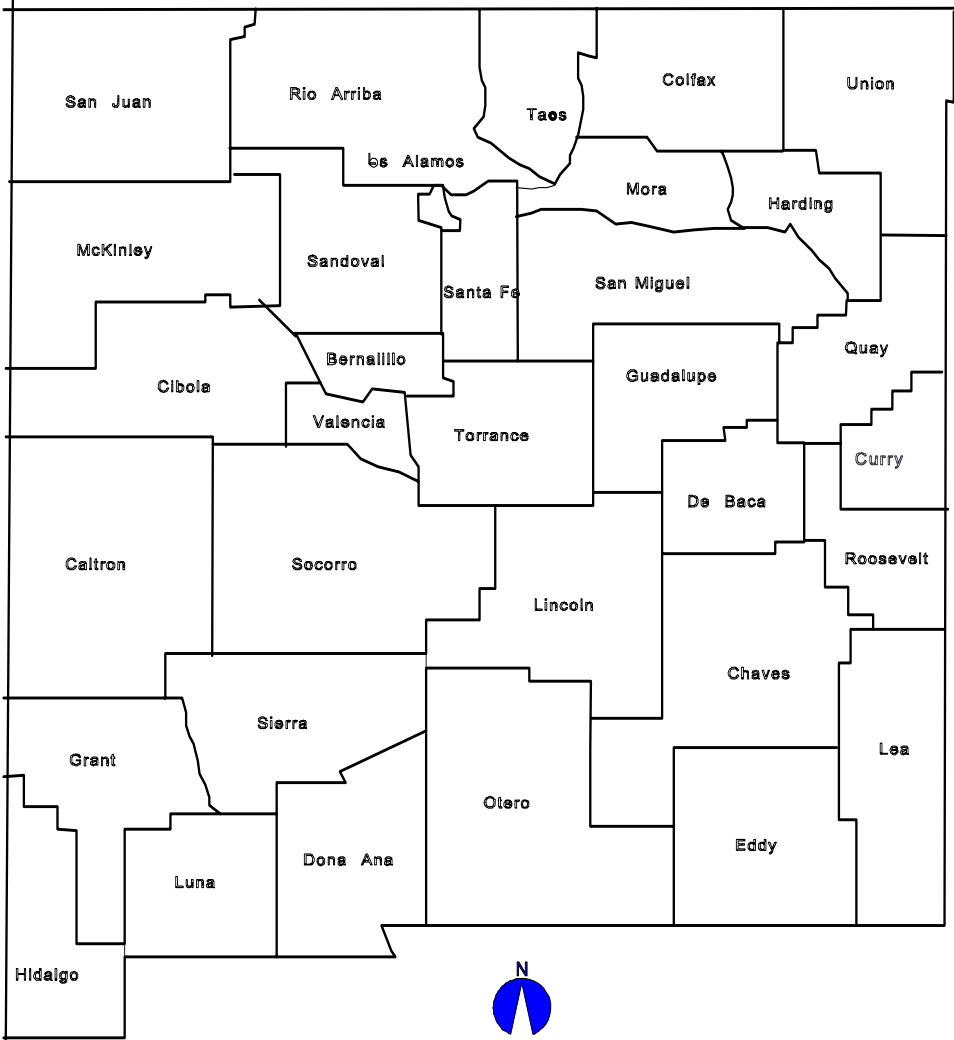 San Juan
Rio Arriba
Taos
Colfax
Union
Los Alamos
Mora
Harding
McKinley
Sandoval
Santa Fe
San Miguel
Bernalillo
Cibola
Guadalupe
Quay
Valencia
Torrance
Curry
De Baca
Catron
Socorro
Roosevelt
Lincoln
Chaves
Sierra
Grant
Lea
Otero
Eddy
Dona Ana
Luna
Hidalgo
N